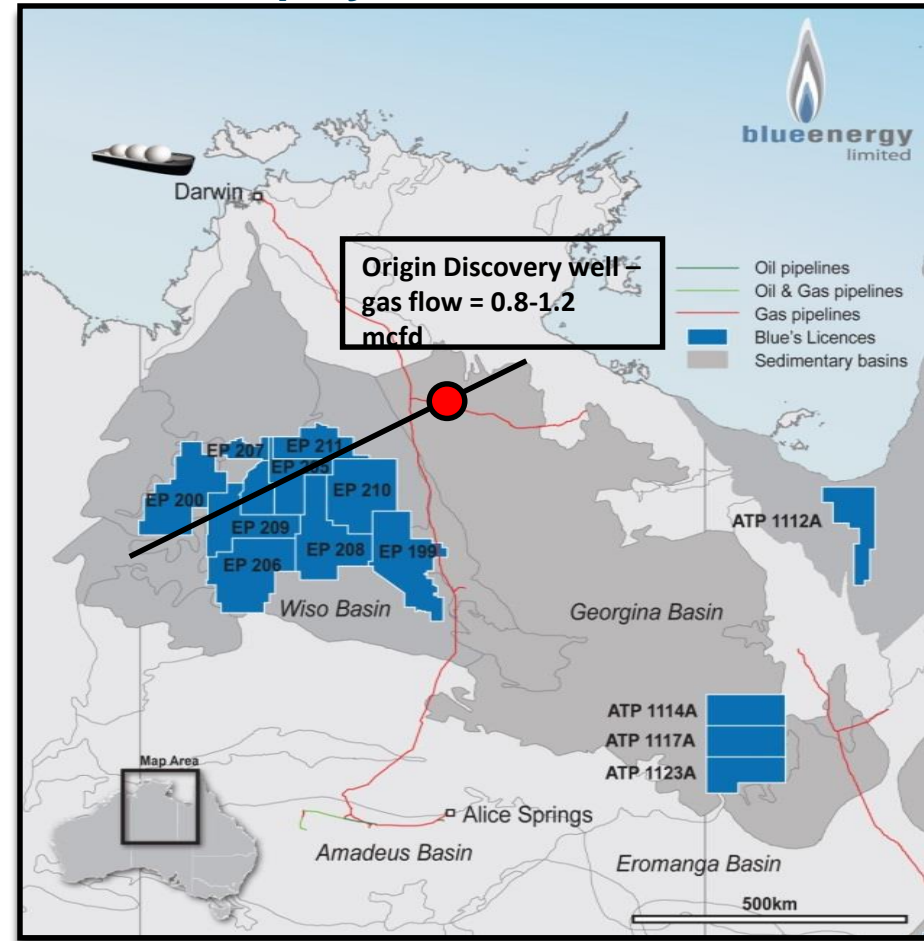 blueenergy
limited
Darwin
Origin Discovery well –
gas flow = 0.8-1.2
mcfd
Oil pipelines
Oil & Gas pipelines
Gas pipelines
Blue's Licences
Sedimentary basins
EP 207
EP 211
EP 205
EP 200
EP 210
EP 209
EP 208
EP 199
EP 206
ATP 1112A
Wiso Basin
Georgina Basin
ATP 1114A
ATP 1117A
ATP 1123A
Map Area
Alice Springs
Amadeus Basin
Eromanga Basin
500km